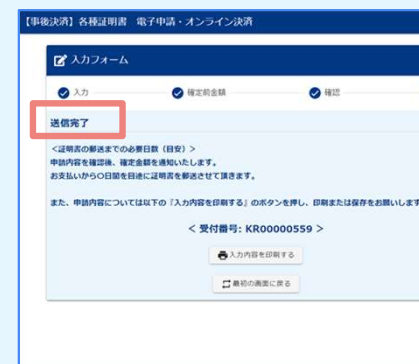 【事後決済】各種証明書 電子申請・オンライン決済
入力フォーム
入力
確定前金額
確認
送信完了
<証明書の郵送までの必要日数（目安）>
申請内容を確認後、確定金額を通知いたします。
お支払いから○日間を目途に証明書を郵送させて頂きます。
また、申請内容については以下の『入力内容を印刷する』のボタンを押し、印刷または保存をお願いします
< 受付番号: KR00000559 >
入力内容を印刷する
最初の画面に戻る